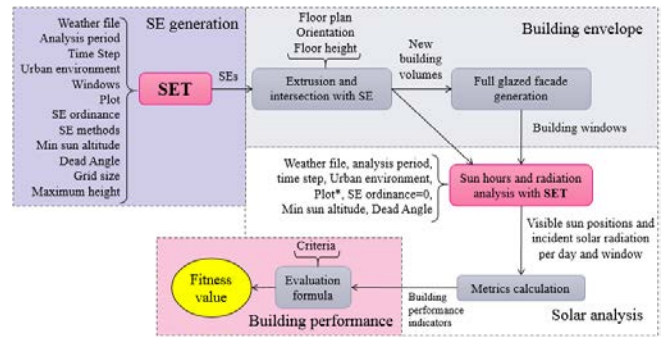 SE generation
Weather file
Analysis period
Time Step
Urban environment
Windows
Plot
SE ordinance
SE methods
Min sun altitude
Dead Angle
Grid size
Maximum height
SET
SEs
Building envelope
Floor plan
Orientation
Floor height
Extrusion and
intersection with SE
New
building
volumes
Full glazed facade
generation
Building windows
Weather file, analysis period,
time step, Urban environment,
Plot*, SE ordinance=0,
Min sun altitude, Dead Angle
Sun hours and radiation
analysis with SET
Visible sun positions and
incident solar radiation
per day and window
Metrics calculation
Solar analysis
Building
performance
indicators
Criteria
Evaluation
formula
Fitness
value
Building performance